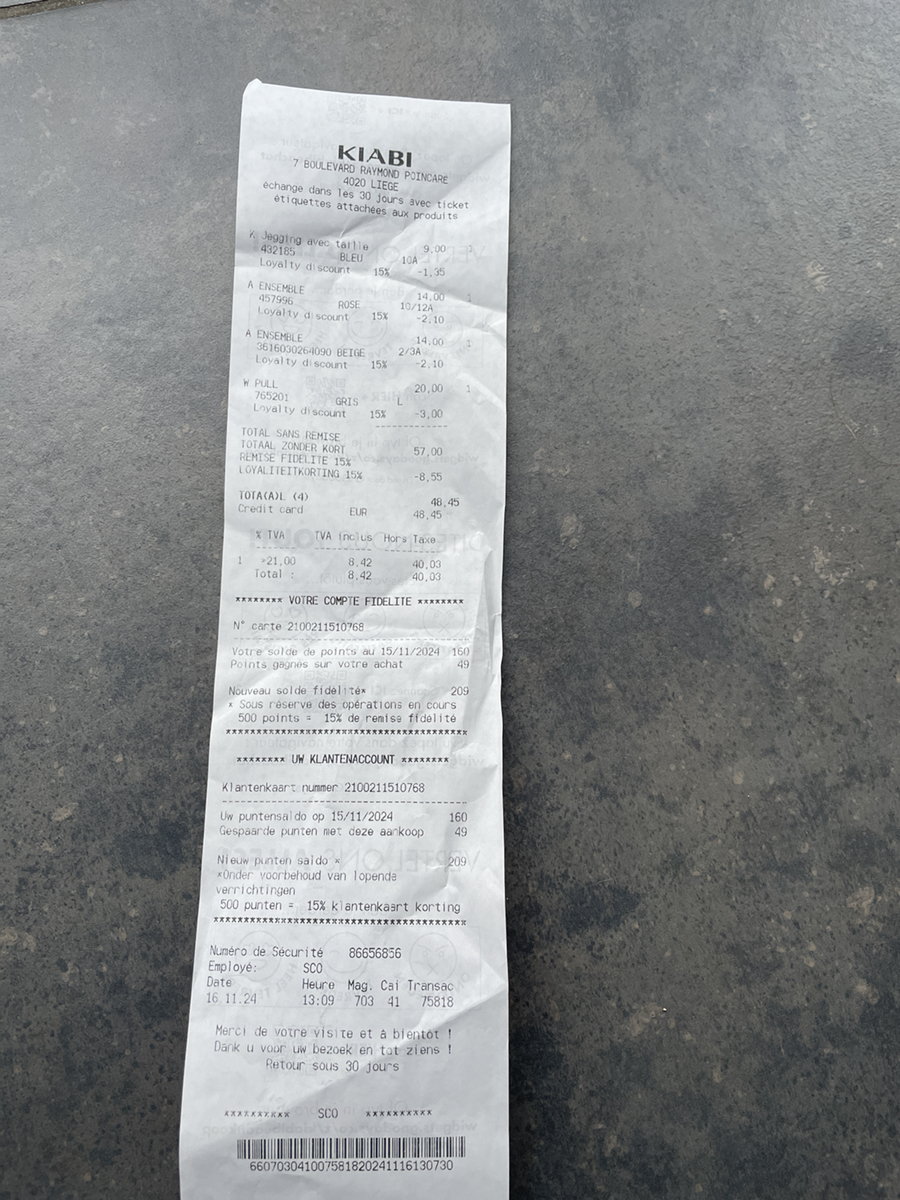 KIABI
7 BOULEVARD RAYMOND POINCARE
4020 LIEGE
échange dans les 30 jours avec ticket
étiquettes attachées aux produits
K Jegging avec taille 9,00 1
432185 BLEU 10A
Loyalty discount 15% -1,35
A ENSEMBLE 14,00 1
457996 ROSE 10/12A
Loyalty discount 15% -2,10
A ENSEMBLE 14,00 1
3616030264090 BEIGE 2/3A
Loyalty discount 15% -2,10
W PULL 20,00 1
765201 GRIS L
Loyalty discount 15% -3,00
------------
TOTAL SANS REMISE
TOTAAL ZONDER KORT 57,00
REMISE FIDELITE 15%
LOYALITEITKORTING 15% -8,55
TOTA(A)L (4) 48,45
Credit card EUR 48,45
% TVA TVA inclus Hors Taxe
1 >21,00 8,42 40,03
Total : 8,42 40,03
******** VOTRE COMPTE FIDELITE ********
N° carte 2100211510768
Votre solde de points au 15/11/2024 160
Points gagnés sur votre achat 49
Nouveau solde fidélité* 209
* Sous réserve des opérations en cours
500 points = 15% de remise fidélité
****************************************
******** UW KLANTENACCOUNT ********
Klantenkaart nummer 2100211510768
Uw puntensaldo op 15/11/2024 160
Gespaarde punten met deze aankoop 49
Nieuw punten saldo * 209
*Onder voorbehoud van lopende
verrichtingen
500 punten = 15% klantenkaart korting
****************************************
Numéro de Sécurité 86656856
Employé: SCO
Date Heure Mag. Cai Transac
16.11.24 13:09 703 41 75818
Merci de votre visite et à bientôt !
Dank u voor uw bezoek en tot ziens !
Retour sous 30 jours
********** SCO **********
66070304100758182024111613​0730